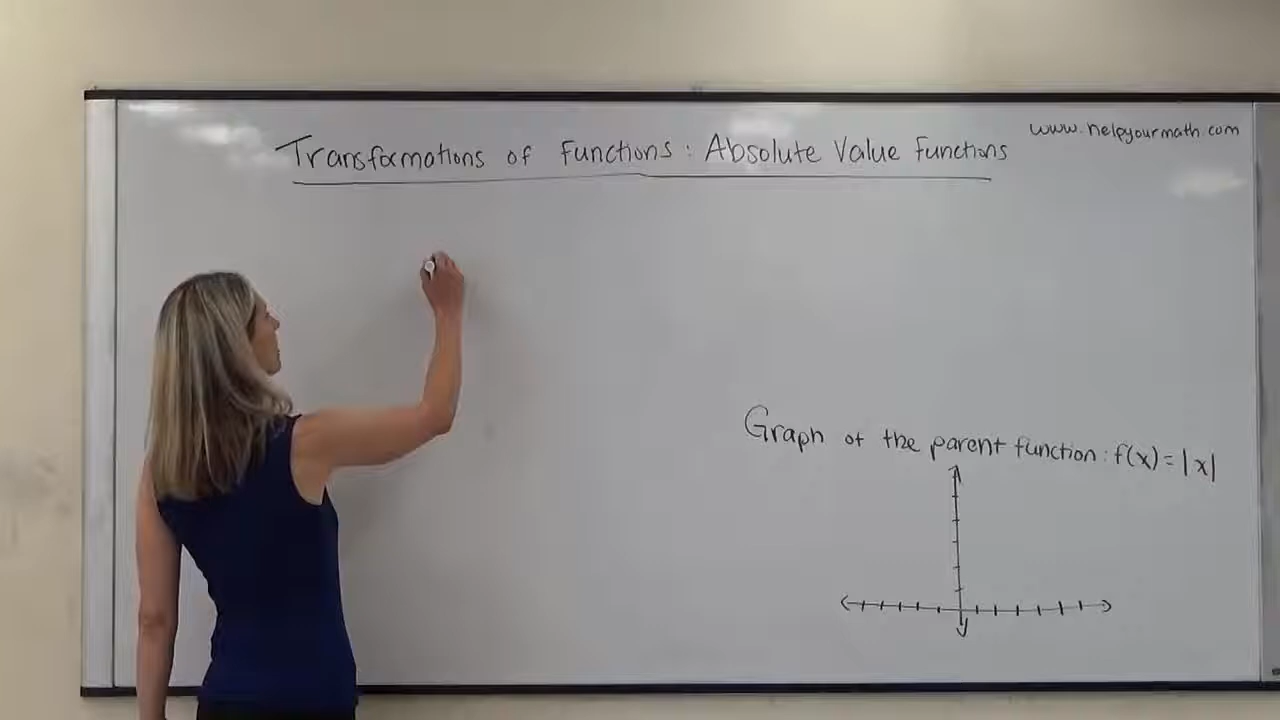 www.helpyourmath.com
Transformations of Functions: Absolute Value Functions
Graph of the parent function: f(x) = |x|